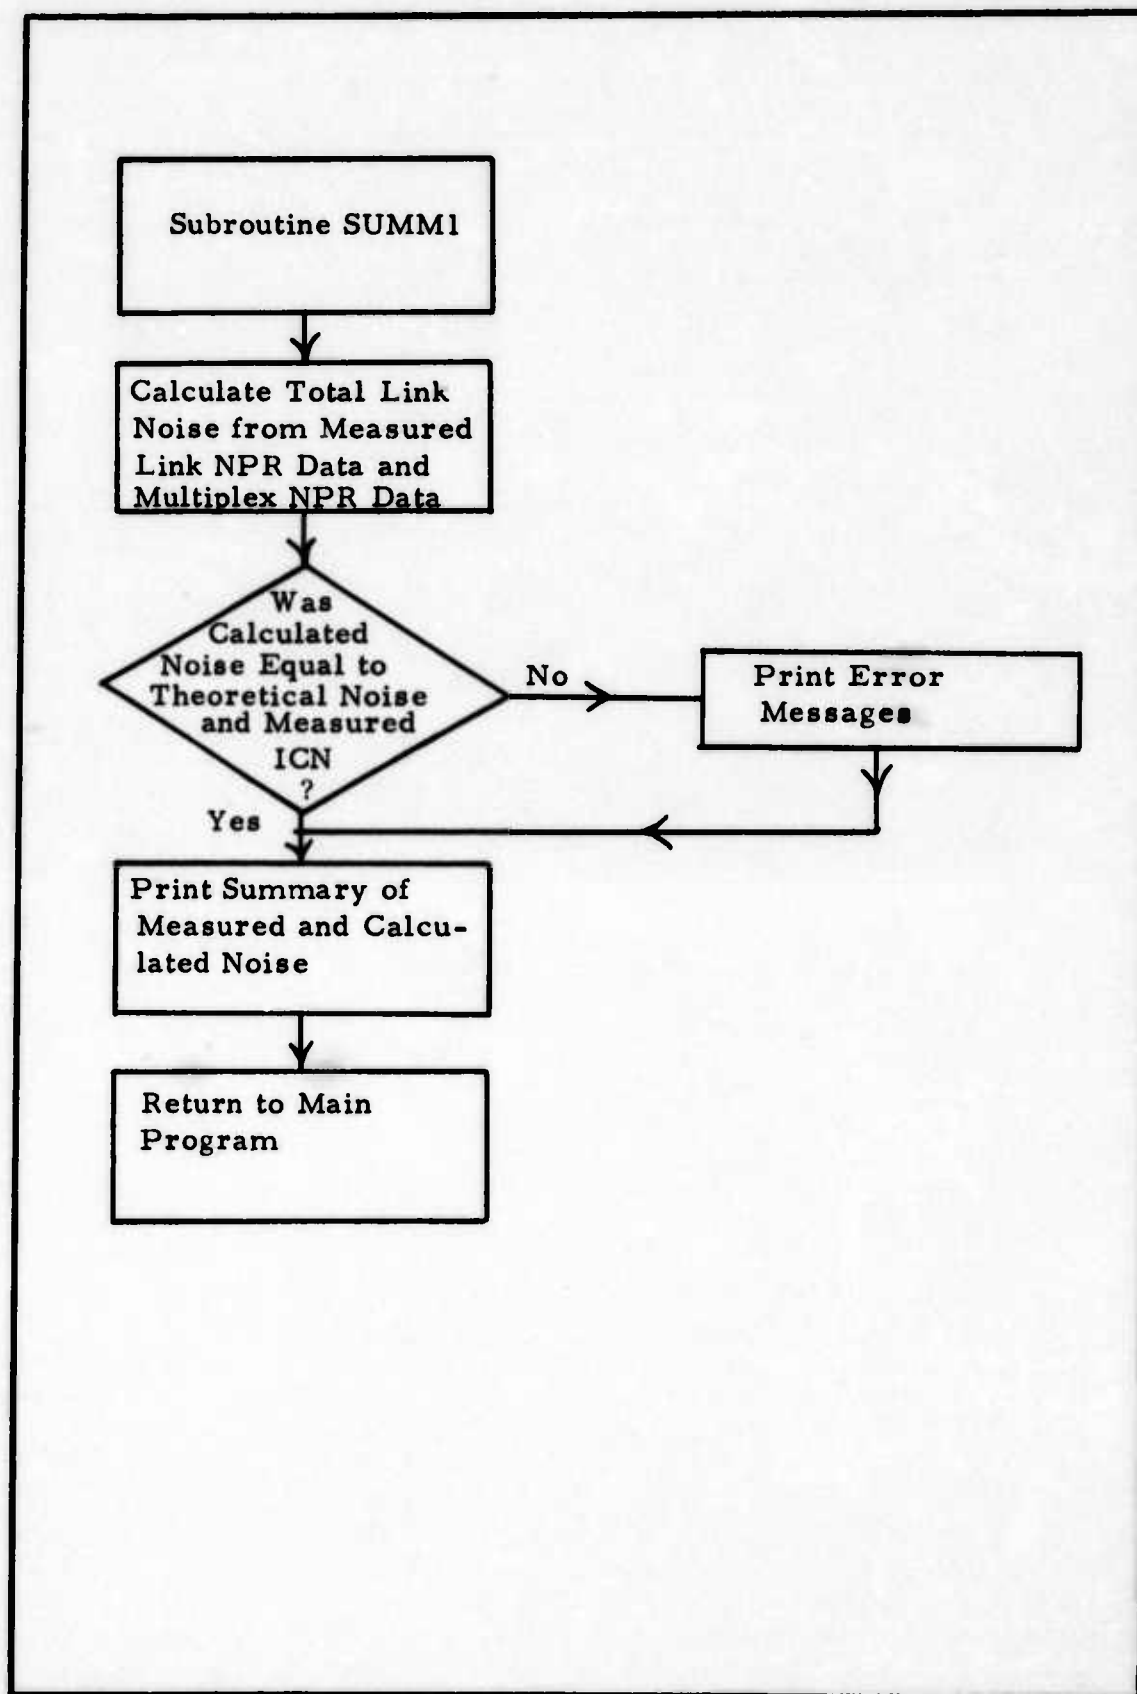 Subroutine SUMM1
Calculate Total Link
Noise from Measured
Link NPR Data and
Multiplex NPR Data
Was
Calculated
Noise Equal to
Theoretical Noise
and Measured
ICN
?
No
Print Error
Messages
Yes
Print Summary of
Measured and Calcu-
lated Noise
Return to Main
Program